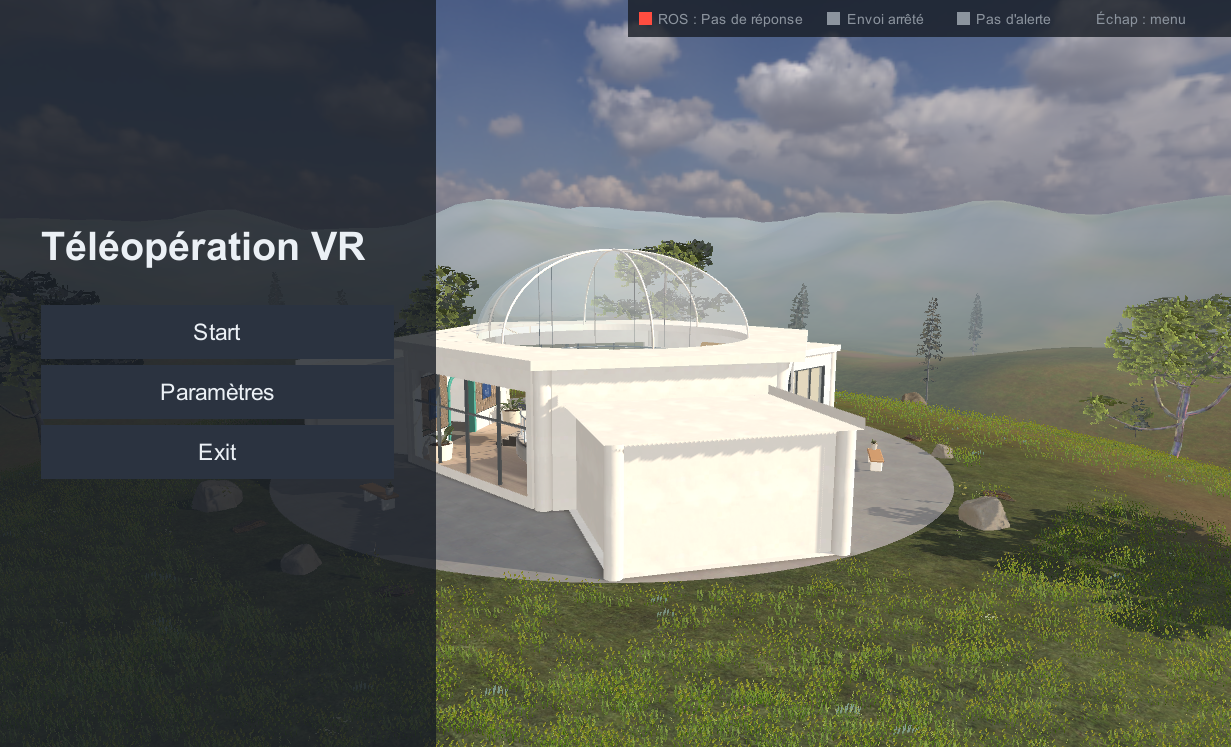 ROS : Pas de réponse Envoi arrêté Pas d'alerte Échap : menu
Téléopération VR
Start
Paramètres
Exit